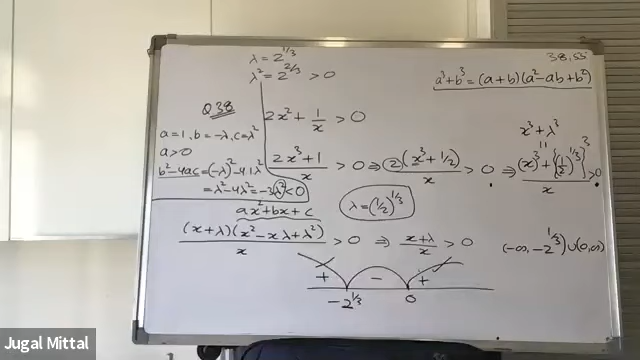 λ = 2^{1/3}
λ² = 2^{2/3} > 0
38,55
a³+b³ = (a+b)(a²-ab+b²)
Q38
a=1, b=-λ, c=λ²
a>0
b²-4ac = (-λ)²-4·1λ²
= λ²-4λ² = -3λ² < 0
2x² + 1/x > 0
x³+λ³
(2x³+1)/x > 0 ⇒ 2(x³+1/2)/x > 0 ⇒ ((x)³+{(1/2)^{1/3}}³)/x > 0
λ = (1/2)^{1/3}
ax²+bx+c
(x+λ)(x²-xλ+λ²)/x > 0 ⇒ (x+λ)/x > 0
(-∞, -2^{1/3}) ∪ (0, ∞)
+ - +
-2^{1/3} 0
Jugal Mittal